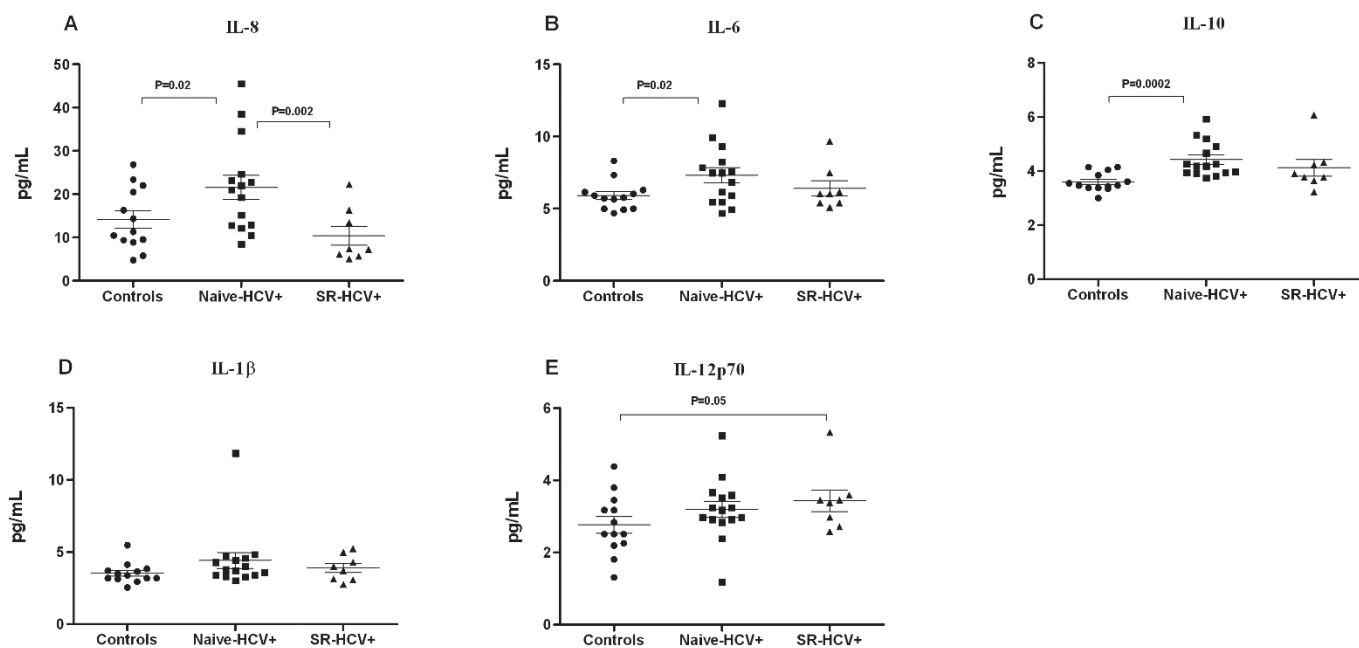 A
IL-8
50
40
30
20
10
0
pg/mL
P=0.02
P=0.002
Controls Naive-HCV+ SR-HCV+
B
IL-6
15
10
5
0
pg/mL
P=0.02
Controls Naive-HCV+ SR-HCV+
C
IL-10
8
6
4
2
0
pg/mL
P=0.0002
Controls Naive-HCV+ SR-HCV+
D
IL-1β
15
10
5
0
pg/mL
Controls Naive-HCV+ SR-HCV+
E
IL-12p70
6
4
2
0
pg/mL
P=0.05
Controls Naive-HCV+ SR-HCV+